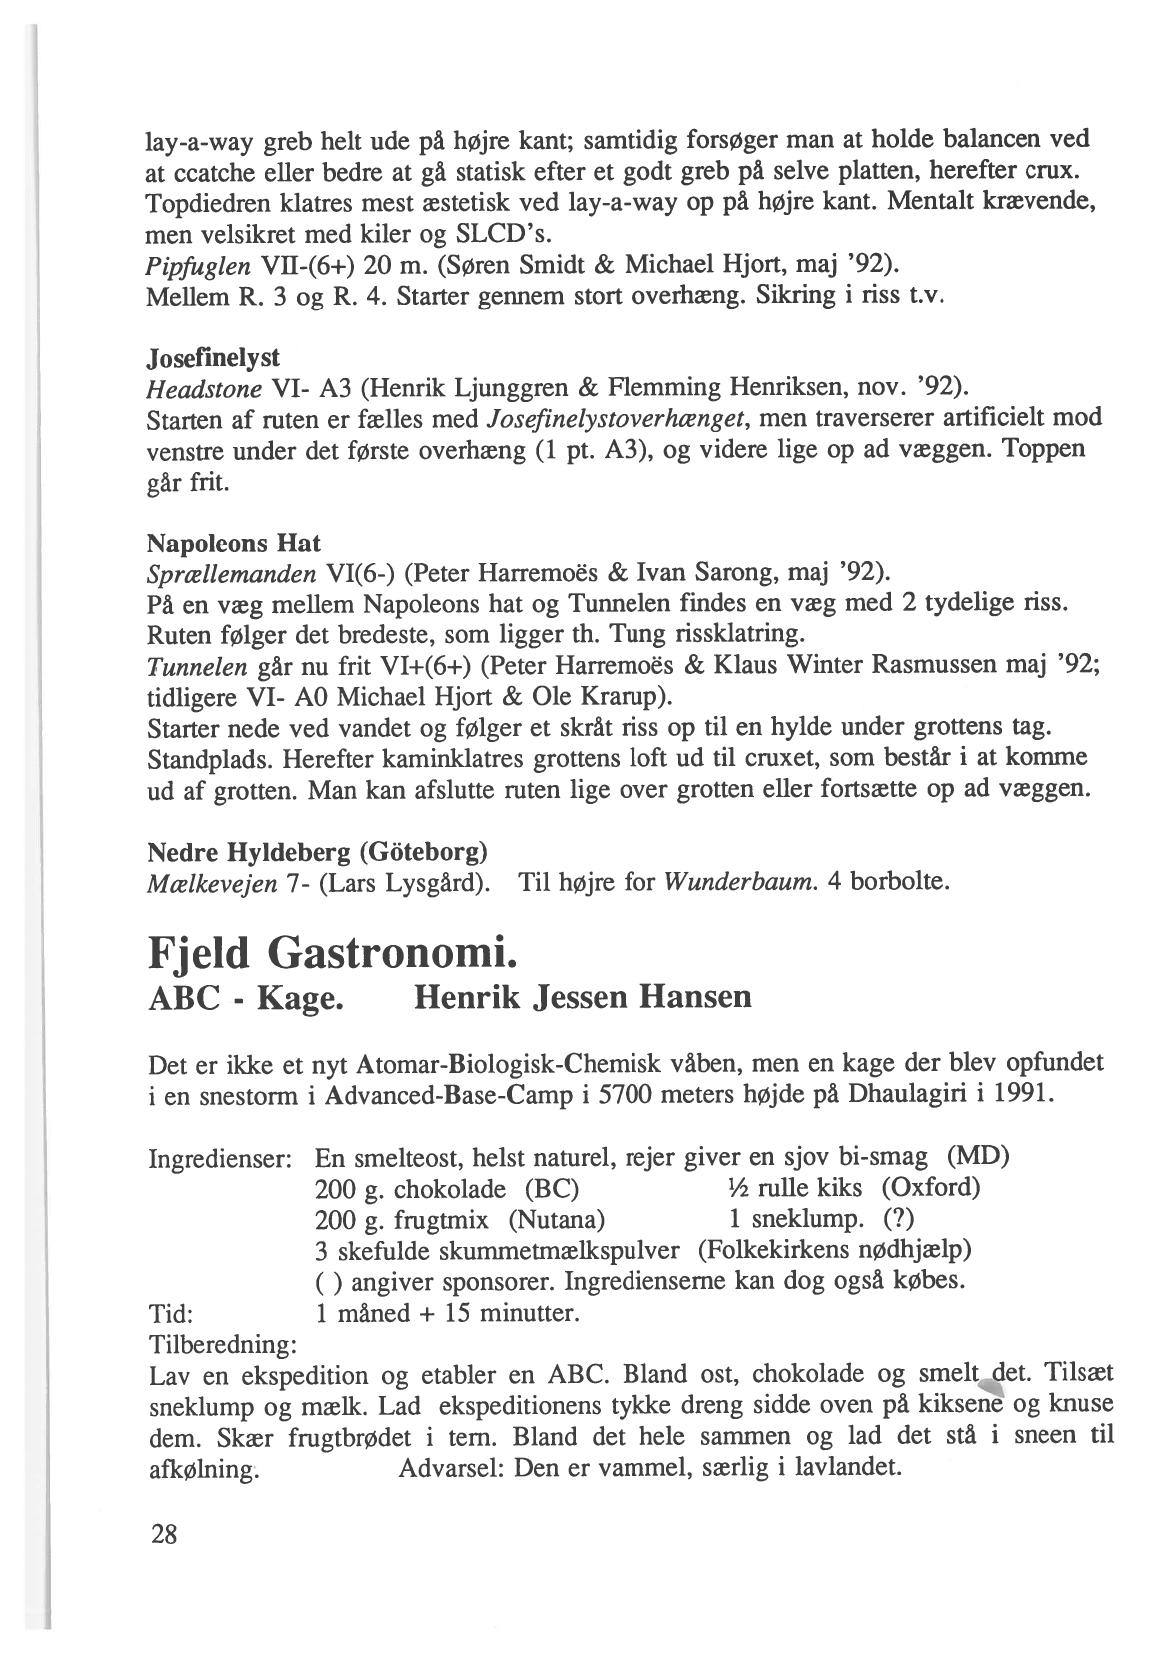 lay-a-way greb helt ude på højre kant; samtidig forsøger man at holde balancen ved
at ccatche eller bedre at gå statisk efter et godt greb på selve platten, herefter crux.
Topdiedren klatres mest æstetisk ved lay-a-way op på højre kant. Mentalt krævende,
men velsikret med kiler og SLCD's.
Pipfuglen VII-(6+) 20 m. (Søren Smidt & Michael Hjort, maj '92).
Mellem R. 3 og R. 4. Starter gennem stort overhæng. Sikring i riss t.v.
Josefinelyst
Headstone VI- A3 (Henrik Ljunggren & Flemming Henriksen, nov. '92).
Starten af ruten er fælles med Josefinelystoverhænget, men traverserer artificielt mod
venstre under det første overhæng (1 pt. A3), og videre lige op ad væggen. Toppen
går frit.
Napoleons Hat
Sprællemanden VI(6-) (Peter Harremoës & Ivan Sarong, maj '92).
På en væg mellem Napoleons hat og Tunnelen findes en væg med 2 tydelige riss.
Ruten følger det bredeste, som ligger th. Tung rissklatring.
Tunnelen går nu frit VI+(6+) (Peter Harremoës & Klaus Winter Rasmussen maj '92;
tidligere VI- AO Michael Hjort & Ole Krarup).
Starter nede ved vandet og følger et skråt riss op til en hylde under grottens tag.
Standplads. Herefter kaminklatres grottens loft ud til cruxet, som består i at komme
ud af grotten. Man kan afslutte ruten lige over grotten eller fortsætte op ad væggen.
Nedre Hyldeberg (Göteborg)
Mælkevejen 7- (Lars Lysgård). Til højre for Wunderbaum. 4 borbolte.
Fjeld Gastronomi.
ABC - Kage. Henrik Jessen Hansen
Det er ikke et nyt Atomar-Biologisk-Chemisk våben, men en kage der blev opfundet
i en snestorm i Advanced-Base-Camp i 5700 meters højde på Dhaulagiri i 1991.
Ingredienser: En smelteost, helst naturel, rejer giver en sjov bi-smag (MD)
200 g. chokolade (BC) ½ rulle kiks (Oxford)
200 g. frugtmix (Nutana) 1 sneklump. (?)
3 skefulde skummetmælkspulver (Folkekirkens nødhjælp)
( ) angiver sponsorer. Ingredienserne kan dog også købes.
Tid: 1 måned + 15 minutter.
Tilberedning:
Lav en ekspedition og etabler en ABC. Bland ost, chokolade og smelt det. Tilsæt
sneklump og mælk. Lad ekspeditionens tykke dreng sidde oven på kiksene og knuse
dem. Skær frugtbrødet i tern. Bland det hele sammen og lad det stå i sneen til
afkølning. Advarsel: Den er vammel, særlig i lavlandet.
28